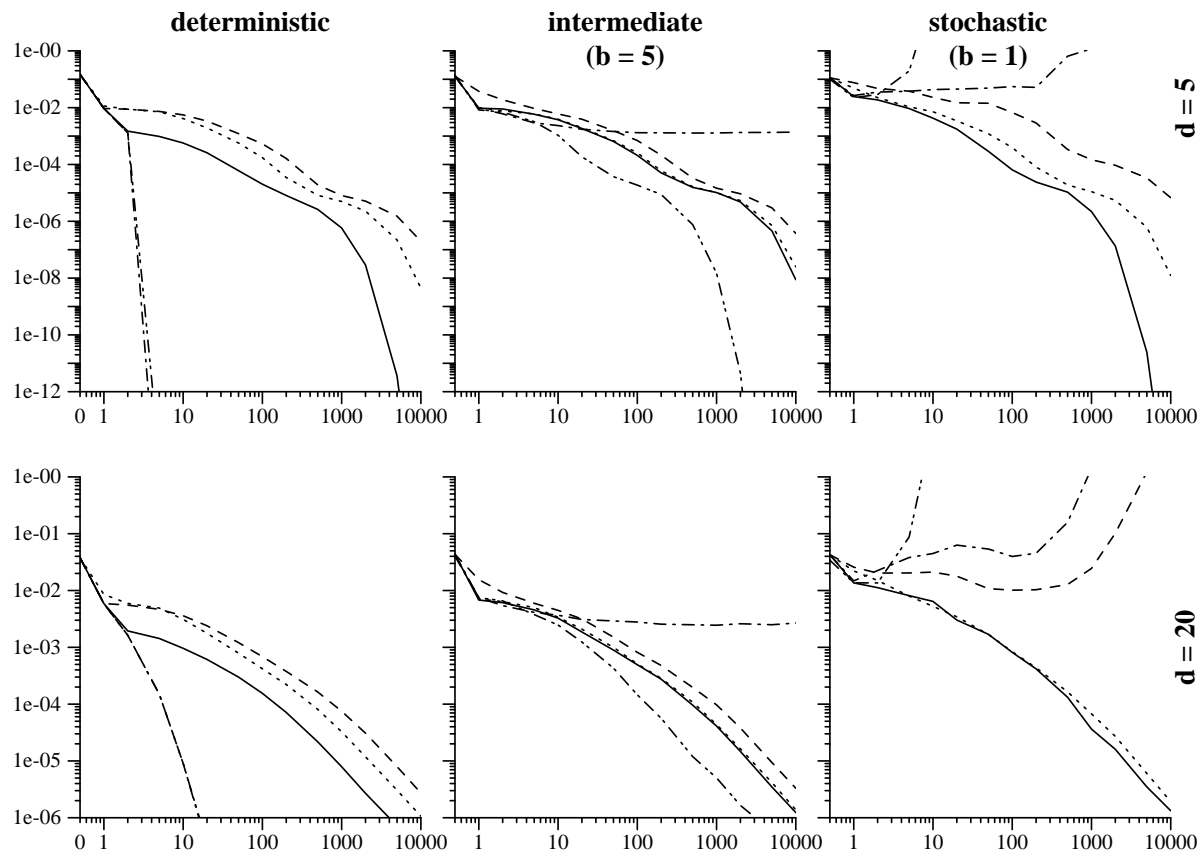 deterministic intermediate stochastic
(b = 5) (b = 1)
1e-00
1e-02
1e-04
1e-06
1e-08
1e-10
1e-12
d = 5
0 1 10 100 1000 10000 1 10 100 1000 10000 1 10 100 1000 10000
1e-00
1e-01
1e-02
1e-03
1e-04
1e-05
1e-06
d = 20
0 1 10 100 1000 10000 0 1 10 100 1000 10000 0 1 10 100 1000 10000